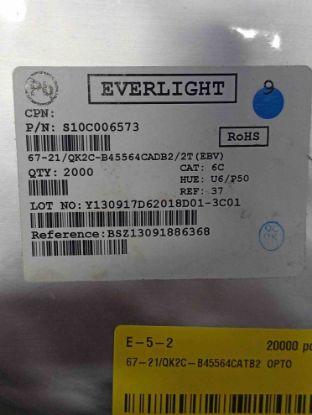 Pb
EVERLIGHT
9
CPN:
P/N: S10C006573
RoHS
67-21/QK2C-B45564CADB2/2T(EBV)
QTY: 2000
CAT: 6C
HUE: U6/P50
REF: 37
LOT NO:Y130917D62018D01-3C01
Reference:BSZ13091886368
E-5-2
20000
67-21/QK2C-B45564CATB2 OPTO